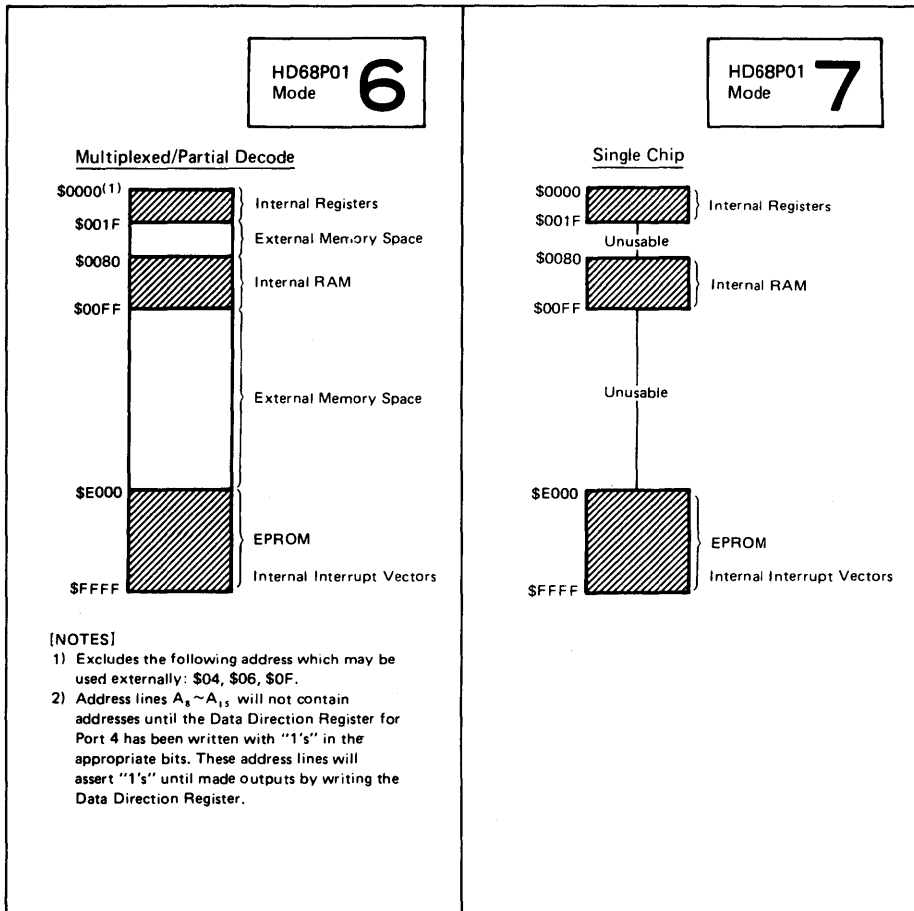 HD68P01
Mode 6
Multiplexed/Partial Decode
$0000(1)
Internal Registers
$001F
External Memory Space
$0080
Internal RAM
$00FF
External Memory Space
$E000
EPROM
Internal Interrupt Vectors
$FFFF
[NOTES]
1) Excludes the following address which may be
used externally: $04, $06, $0F.
2) Address lines A₈~A₁₅ will not contain
addresses until the Data Direction Register for
Port 4 has been written with "1's" in the
appropriate bits. These address lines will
assert "1's" until made outputs by writing the
Data Direction Register.
HD68P01
Mode 7
Single Chip
$0000
Internal Registers
$001F
Unusable
$0080
Internal RAM
$00FF
Unusable
$E000
EPROM
Internal Interrupt Vectors
$FFFF